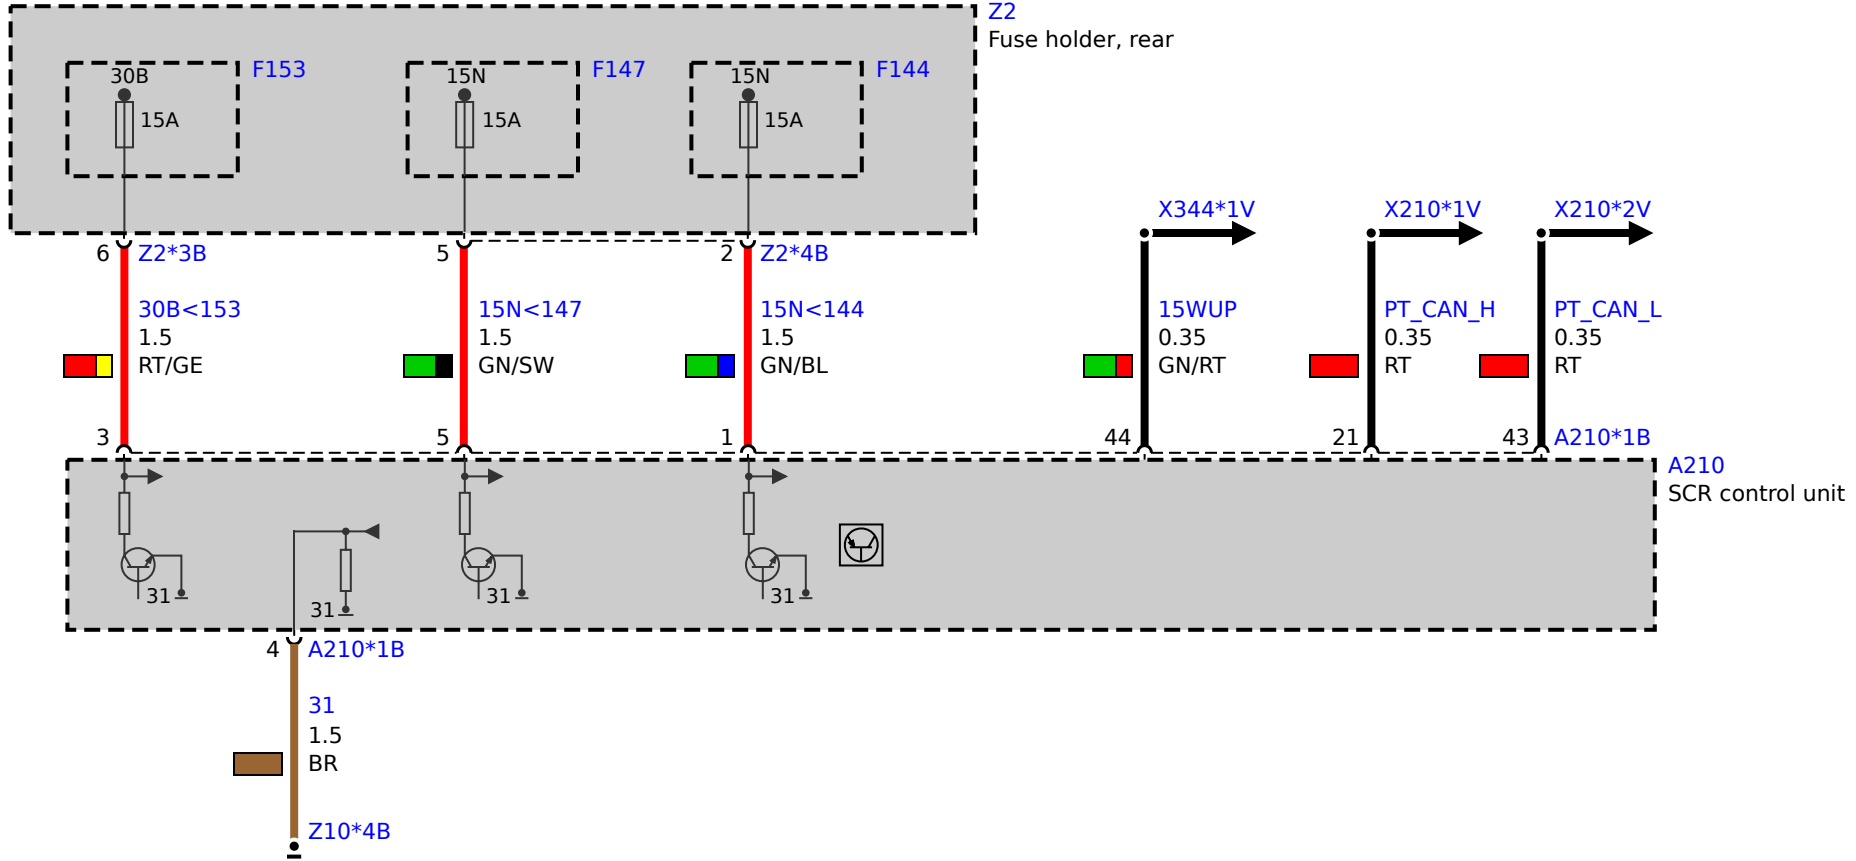 Z2
Fuse holder, rear
30B
F153
15N
F147
15N
F144
15A
15A
15A
X344*1V
X210*1V
X210*2V
6
Z2*3B
5
2
Z2*4B
30B<153
1.5
RT/GE
15N<147
1.5
GN/SW
15N<144
1.5
GN/BL
15WUP
0.35
GN/RT
PT_CAN_H
0.35
RT
PT_CAN_L
0.35
RT
3
5
1
44
21
43
A210*1B
A210
SCR control unit
31
31
31
31
4
A210*1B
31
1.5
BR
Z10*4B